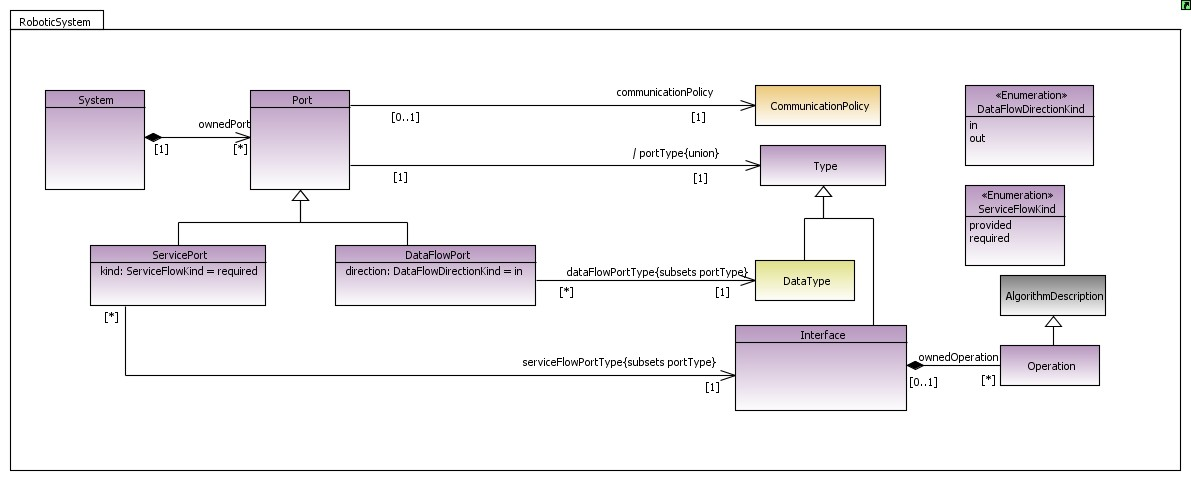 RoboticSystem
System
Port
ownedPort
[1]
[*]
communicationPolicy
[0..1]
[1]
CommunicationPolicy
/ portType{union}
[1]
[1]
Type
«Enumeration»
DataFlowDirectionKind
in
out
«Enumeration»
ServiceFlowKind
provided
required
ServicePort
kind: ServiceFlowKind = required
[*]
DataFlowPort
direction: DataFlowDirectionKind = in
dataFlowPortType{subsets portType}
[*]
[1]
DataType
AlgorithmDescription
serviceFlowPortType{subsets portType}
[1]
Interface
ownedOperation
[0..1]
[*]
Operation